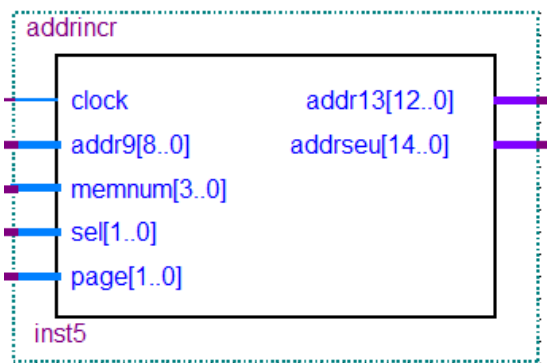 addrincr
clock addr13[12..0]
addr9[8..0] addrseu[14..0]
memnum[3..0]
sel[1..0]
page[1..0]
inst5